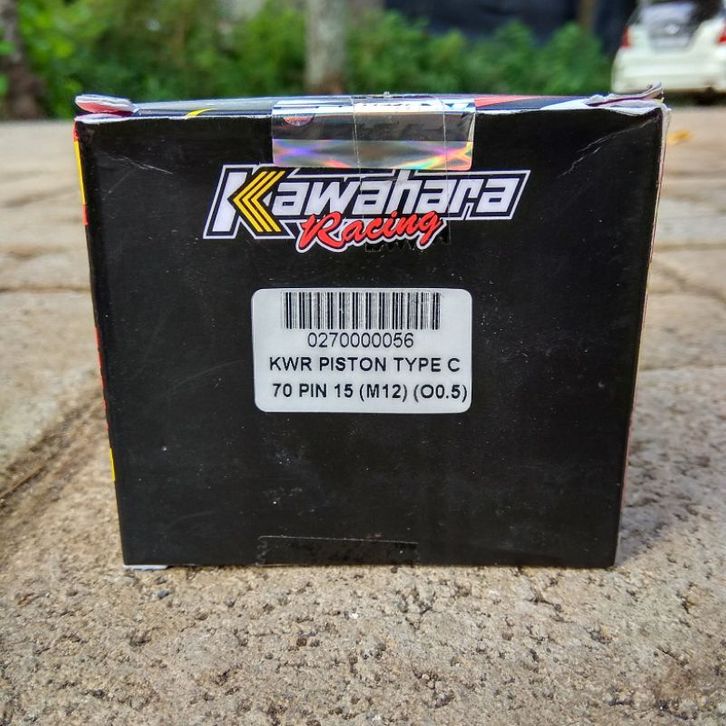 Kawahara
Racing
0270000056
KWR PISTON TYPE C
70 PIN 15 (M12) (O0.5)